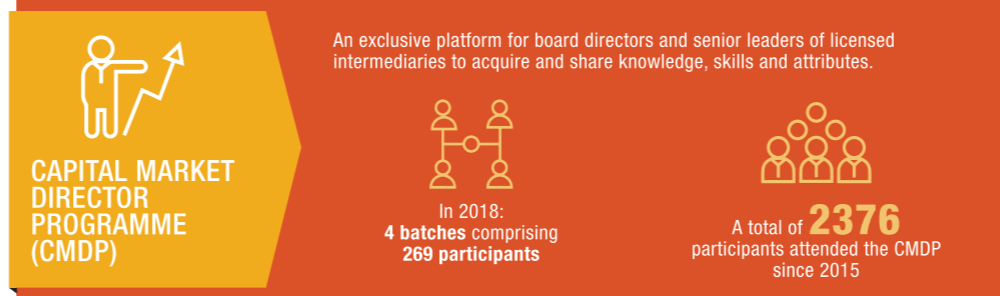 CAPITAL MARKET
DIRECTOR
PROGRAMME
(CMDP)
An exclusive platform for board directors and senior leaders of licensed
intermediaries to acquire and share knowledge, skills and attributes.
In 2018:
4 batches comprising
269 participants
A total of 2376
participants attended the CMDP
since 2015